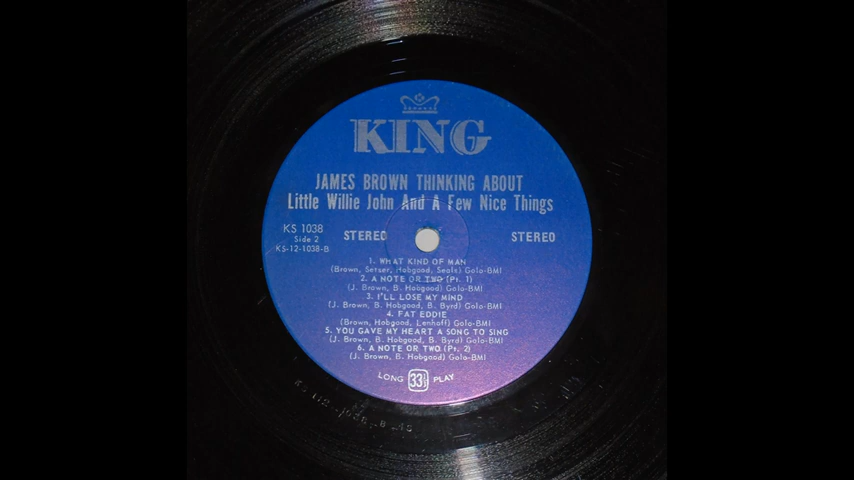 KING
JAMES BROWN THINKING ABOUT
Little Willie John And A Few Nice Things
KS 1038
Side 2
KS-12-1038-B
STEREO
STEREO
1. WHAT KIND OF MAN
(Brown, Setser, Hobgood, Seals) Golo-BMI
2. A NOTE OR TWO (Pt. 1)
(J. Brown, B. Hobgood) Golo-BMI
3. I'LL LOSE MY MIND
(J. Brown, B. Hobgood, B. Byrd) Golo-BMI
4. FAT EDDIE
(Brown, Hobgood, Lenhoff) Golo-BMI
5. YOU GAVE MY HEART A SONG TO SING
(J. Brown, B. Hobgood, B. Byrd) Golo-BMI
6. A NOTE OR TWO (Pt. 2)
(J. Brown, B. Hobgood) Golo-BMI
LONG 33 1/3 PLAY